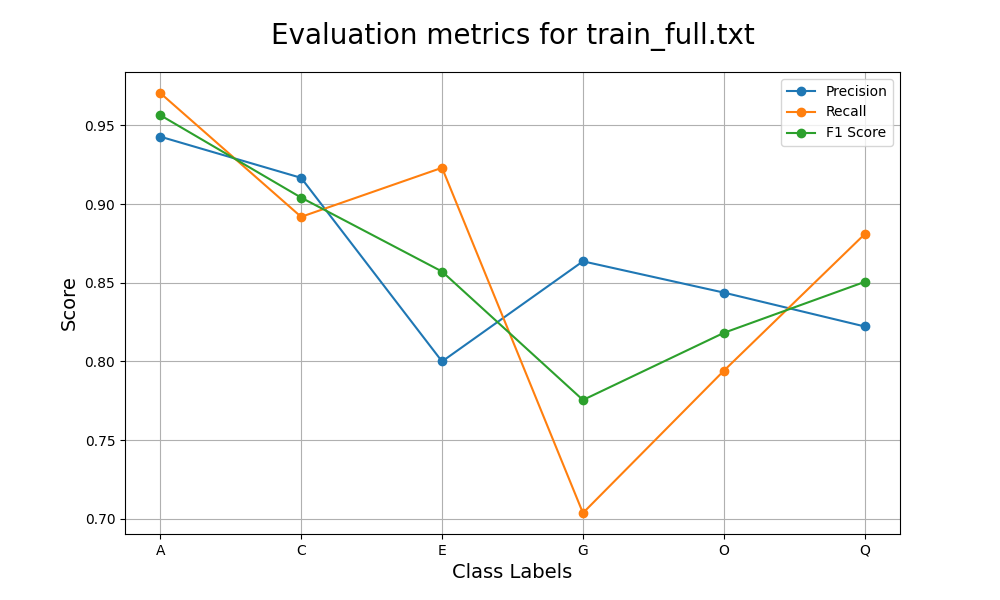 Evaluation metrics for train_full.txt
Precision
Recall
F1 Score
0.95
0.90
0.85
0.80
0.75
0.70
Score
A C E G O Q
Class Labels